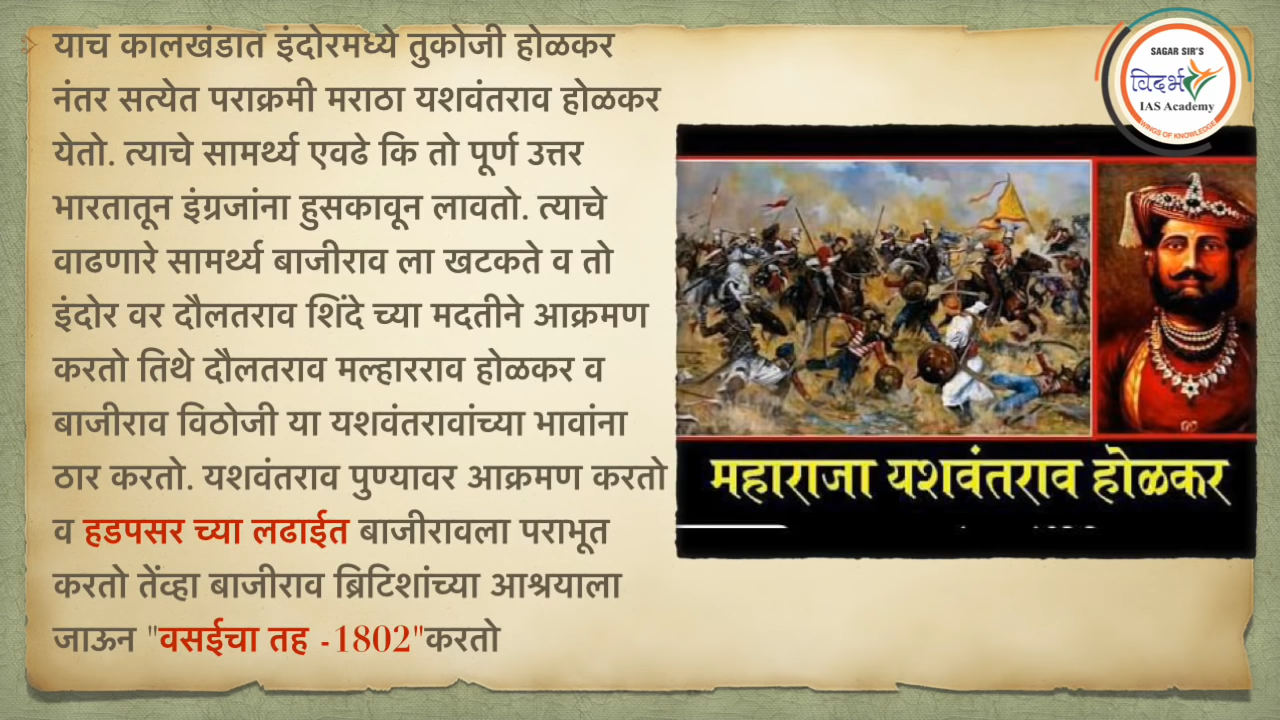 याच कालखंडात इंदोरमध्ये तुकोजी होळकर
नंतर सत्येत पराक्रमी मराठा यशवंतराव होळकर
येतो. त्याचे सामर्थ्य एवढे कि तो पूर्ण उत्तर
भारतातून इंग्रजांना हुसकावून लावतो. त्याचे
वाढणारे सामर्थ्य बाजीराव ला खटकते व तो
इंदोर वर दौलतराव शिंदे च्या मदतीने आक्रमण
करतो तिथे दौलतराव मल्हारराव होळकर व
बाजीराव विठोजी या यशवंतरावांच्या भावांना
ठार करतो. यशवंतराव पुण्यावर आक्रमण करतो
व हडपसर च्या लढाईत बाजीरावला पराभूत
करतो तेंव्हा बाजीराव ब्रिटिशांच्या आश्रयाला
जाऊन "वसईचा तह -1802"करतो
SAGAR SIR'S
विदर्भ
IAS Academy
WINGS OF KNOWLEDGE
महाराजा यशवंतराव होळकर